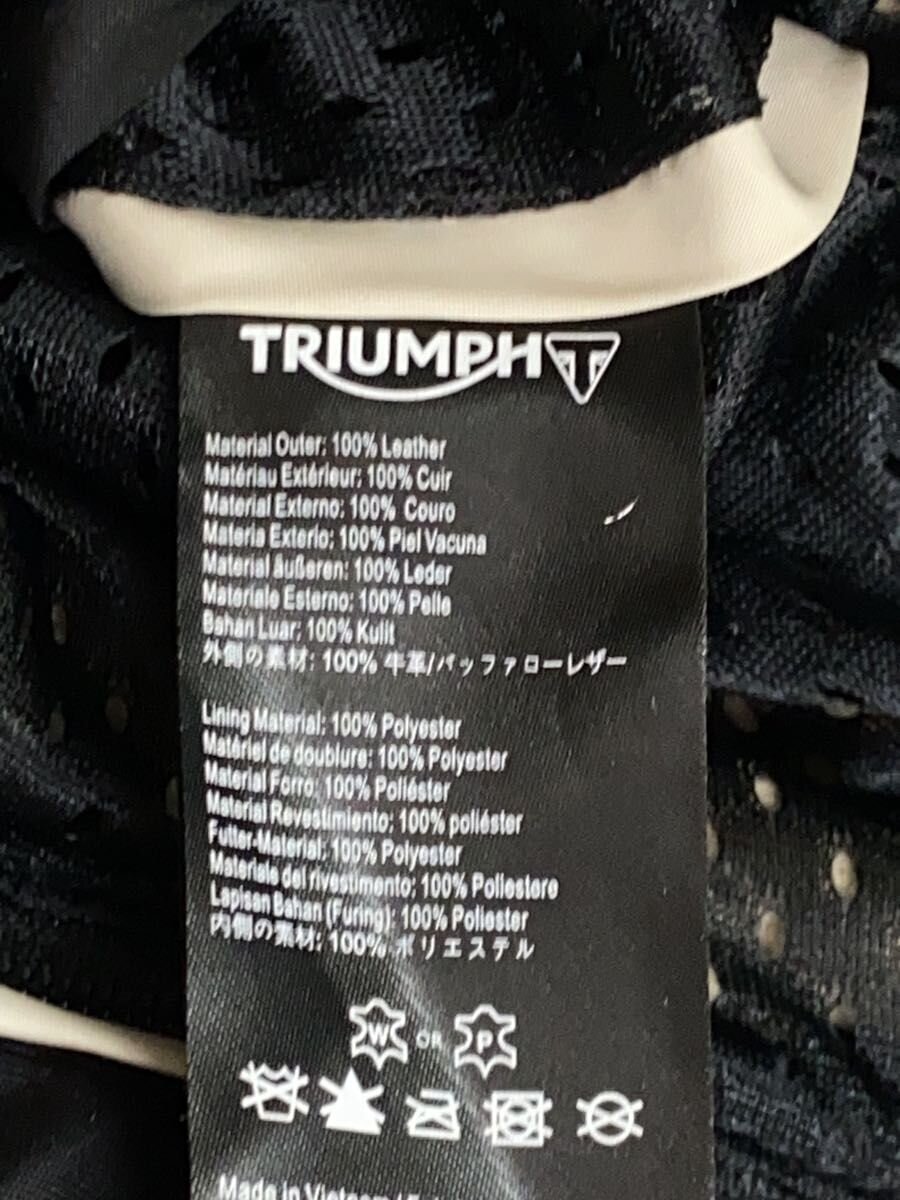 TRIUMPH
Material Outer: 100% Leather
Matériau Extérieur: 100% Cuir
Material Externo: 100% Couro
Materia Exterio: 100% Piel Vacuna
Material äußeren: 100% Leder
Materiale Esterno: 100% Pelle
Bahan Luar: 100% Kulit
外側の素材: 100% 牛革/バッファローレザー
Lining Material: 100% Polyester
Matériel de doublure: 100% Polyester
Material Forro: 100% Poliéster
Material Revestimiento: 100% poliéster
Futter-Material: 100% Polyester
Materiale del rivestimento: 100% Poliestere
Lapisan Bahan (Furing): 100% Poliester
内側の素材: 100% ポリエステル
W OR P
Made in Vietnam /